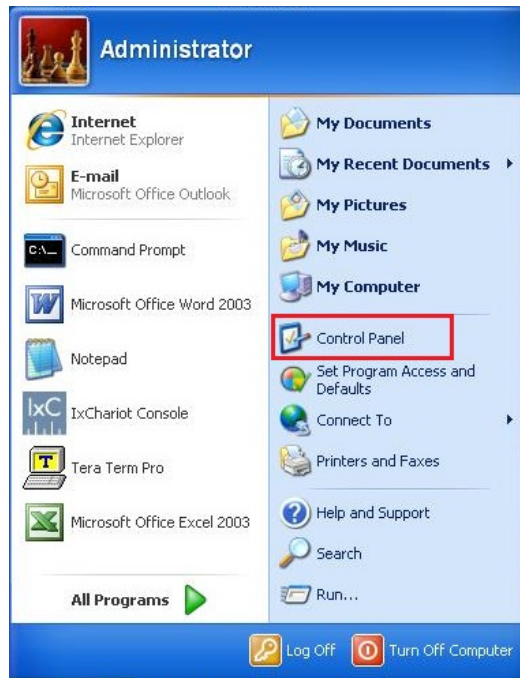 Administrator
Internet
Internet Explorer
E-mail
Microsoft Office Outlook
C:\_
Command Prompt
Microsoft Office Word 2003
Notepad
IxC
IxChariot Console
T
Tera Term Pro
Microsoft Office Excel 2003
All Programs
My Documents
My Recent Documents
My Pictures
My Music
My Computer
Control Panel
Set Program Access and
Defaults
Connect To
Printers and Faxes
Help and Support
Search
Run...
Log Off
Turn Off Computer